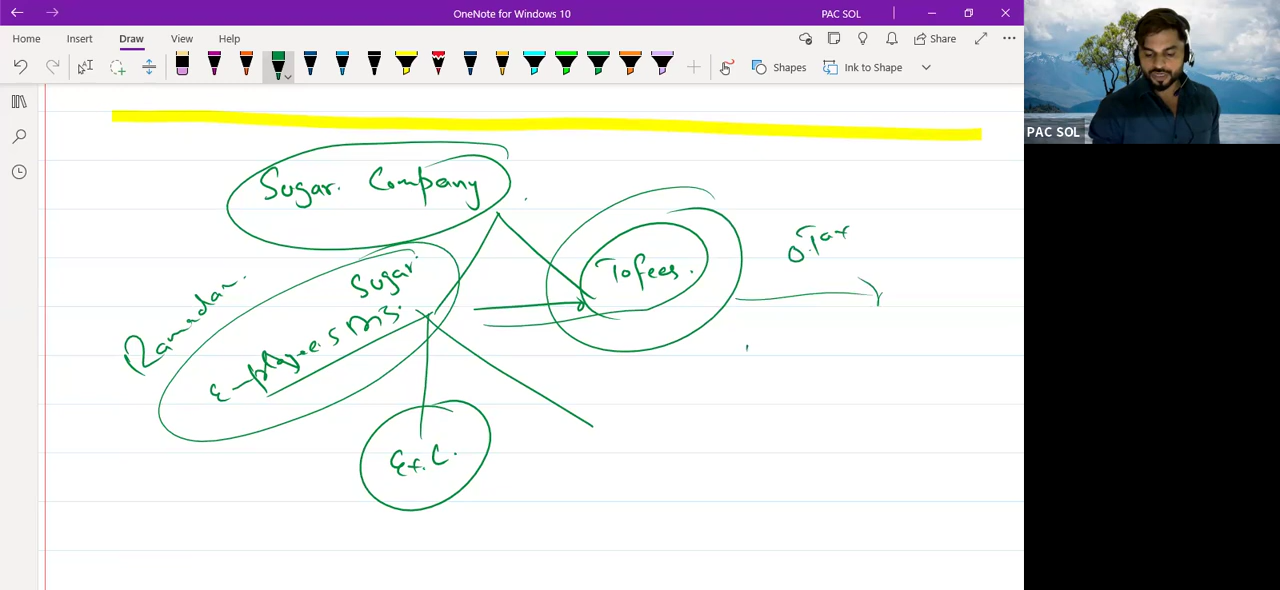 OneNote for Windows 10
PAC SOL
Home Insert Draw View Help
Share
Shapes
Ink to Shape
PAC SOL
Sugar. Company
Tofees.
O.Tax
Ramadan.
Sugar.
Employees
Ex. C.